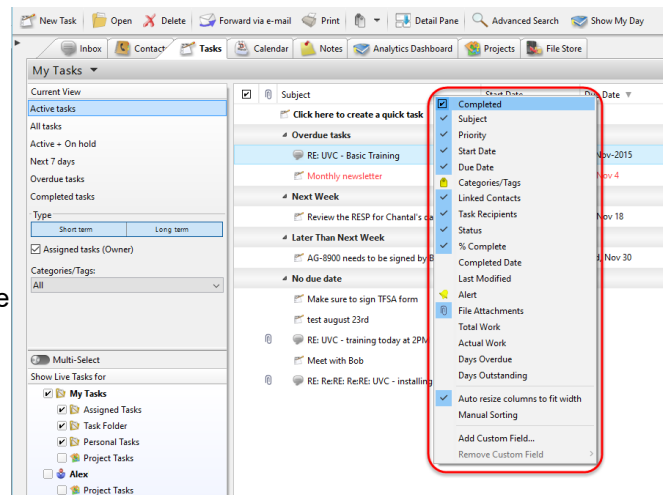 New Task Open Delete Forward via e-mail Print Detail Pane Advanced Search Show My Day
Inbox Contact Tasks Calendar Notes Analytics Dashboard Projects File Store
My Tasks
Current View
Active tasks
All tasks
Active + On hold
Next 7 days
Overdue tasks
Completed tasks
Type
Short term Long term
Assigned tasks (Owner)
Categories/Tags:
All
e
Multi-Select
Show Live Tasks for
My Tasks
Assigned Tasks
Task Folder
Personal Tasks
Project Tasks
Alex
Project Tasks
Subject Start Date Due Date
Click here to create a quick task
Overdue tasks
RE: UVC - Basic Training Nov-2015
Monthly newsletter Nov 4
Next Week
Review the RESP for Chantal's da Nov 18
Later Than Next Week
AG-8900 needs to be signed by B d, Nov 30
No due date
Make sure to sign TFSA form
test august 23rd
RE: UVC - training today at 2PM
Meet with Bob
RE: Re:RE: Re:RE: UVC - installing
Completed
Subject
Priority
Start Date
Due Date
Categories/Tags
Linked Contacts
Task Recipients
Status
% Complete
Completed Date
Last Modified
Alert
File Attachments
Total Work
Actual Work
Days Overdue
Days Outstanding
Auto resize columns to fit width
Manual Sorting
Add Custom Field...
Remove Custom Field